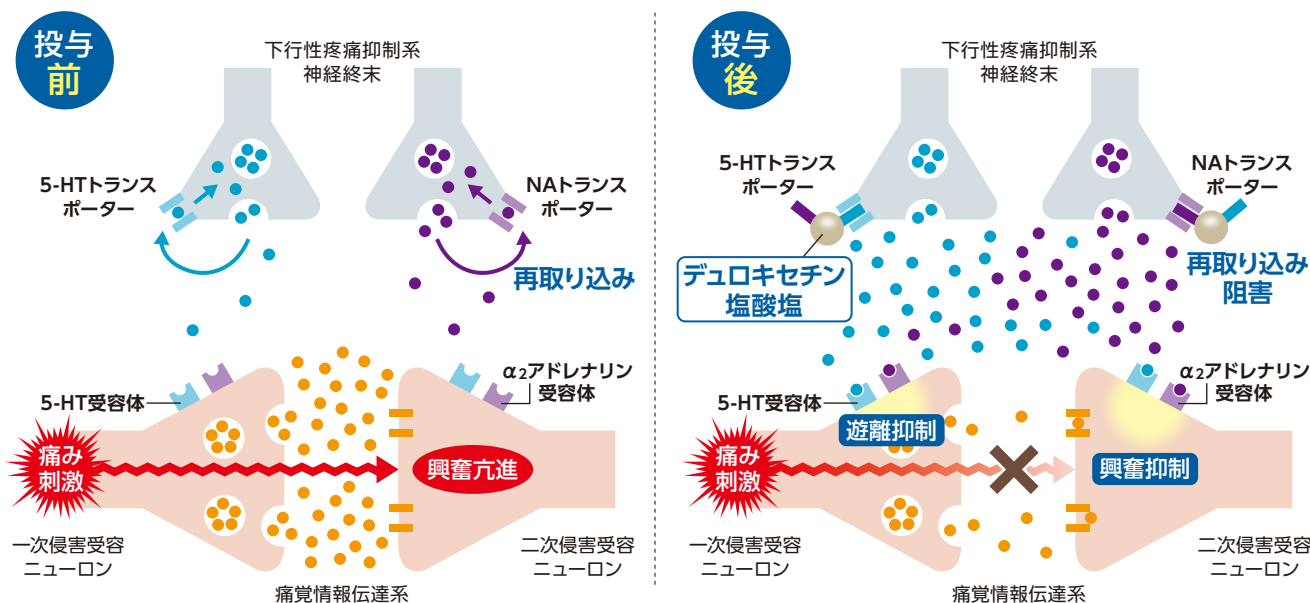 投与
前
下行性疼痛抑制系
神経終末
5-HTトランス
ポーター
NAトランス
ポーター
再取り込み
5-HT受容体
α2アドレナリン
受容体
痛み
刺激
興奮亢進
一次侵害受容
ニューロン
二次侵害受容
ニューロン
痛覚情報伝達系
投与
後
下行性疼痛抑制系
神経終末
5-HTトランス
ポーター
NAトランス
ポーター
デュロキセチン
塩酸塩
再取り込み
阻害
5-HT受容体
α2アドレナリン
受容体
遊離抑制
痛み
刺激
興奮抑制
一次侵害受容
ニューロン
二次侵害受容
ニューロン
痛覚情報伝達系